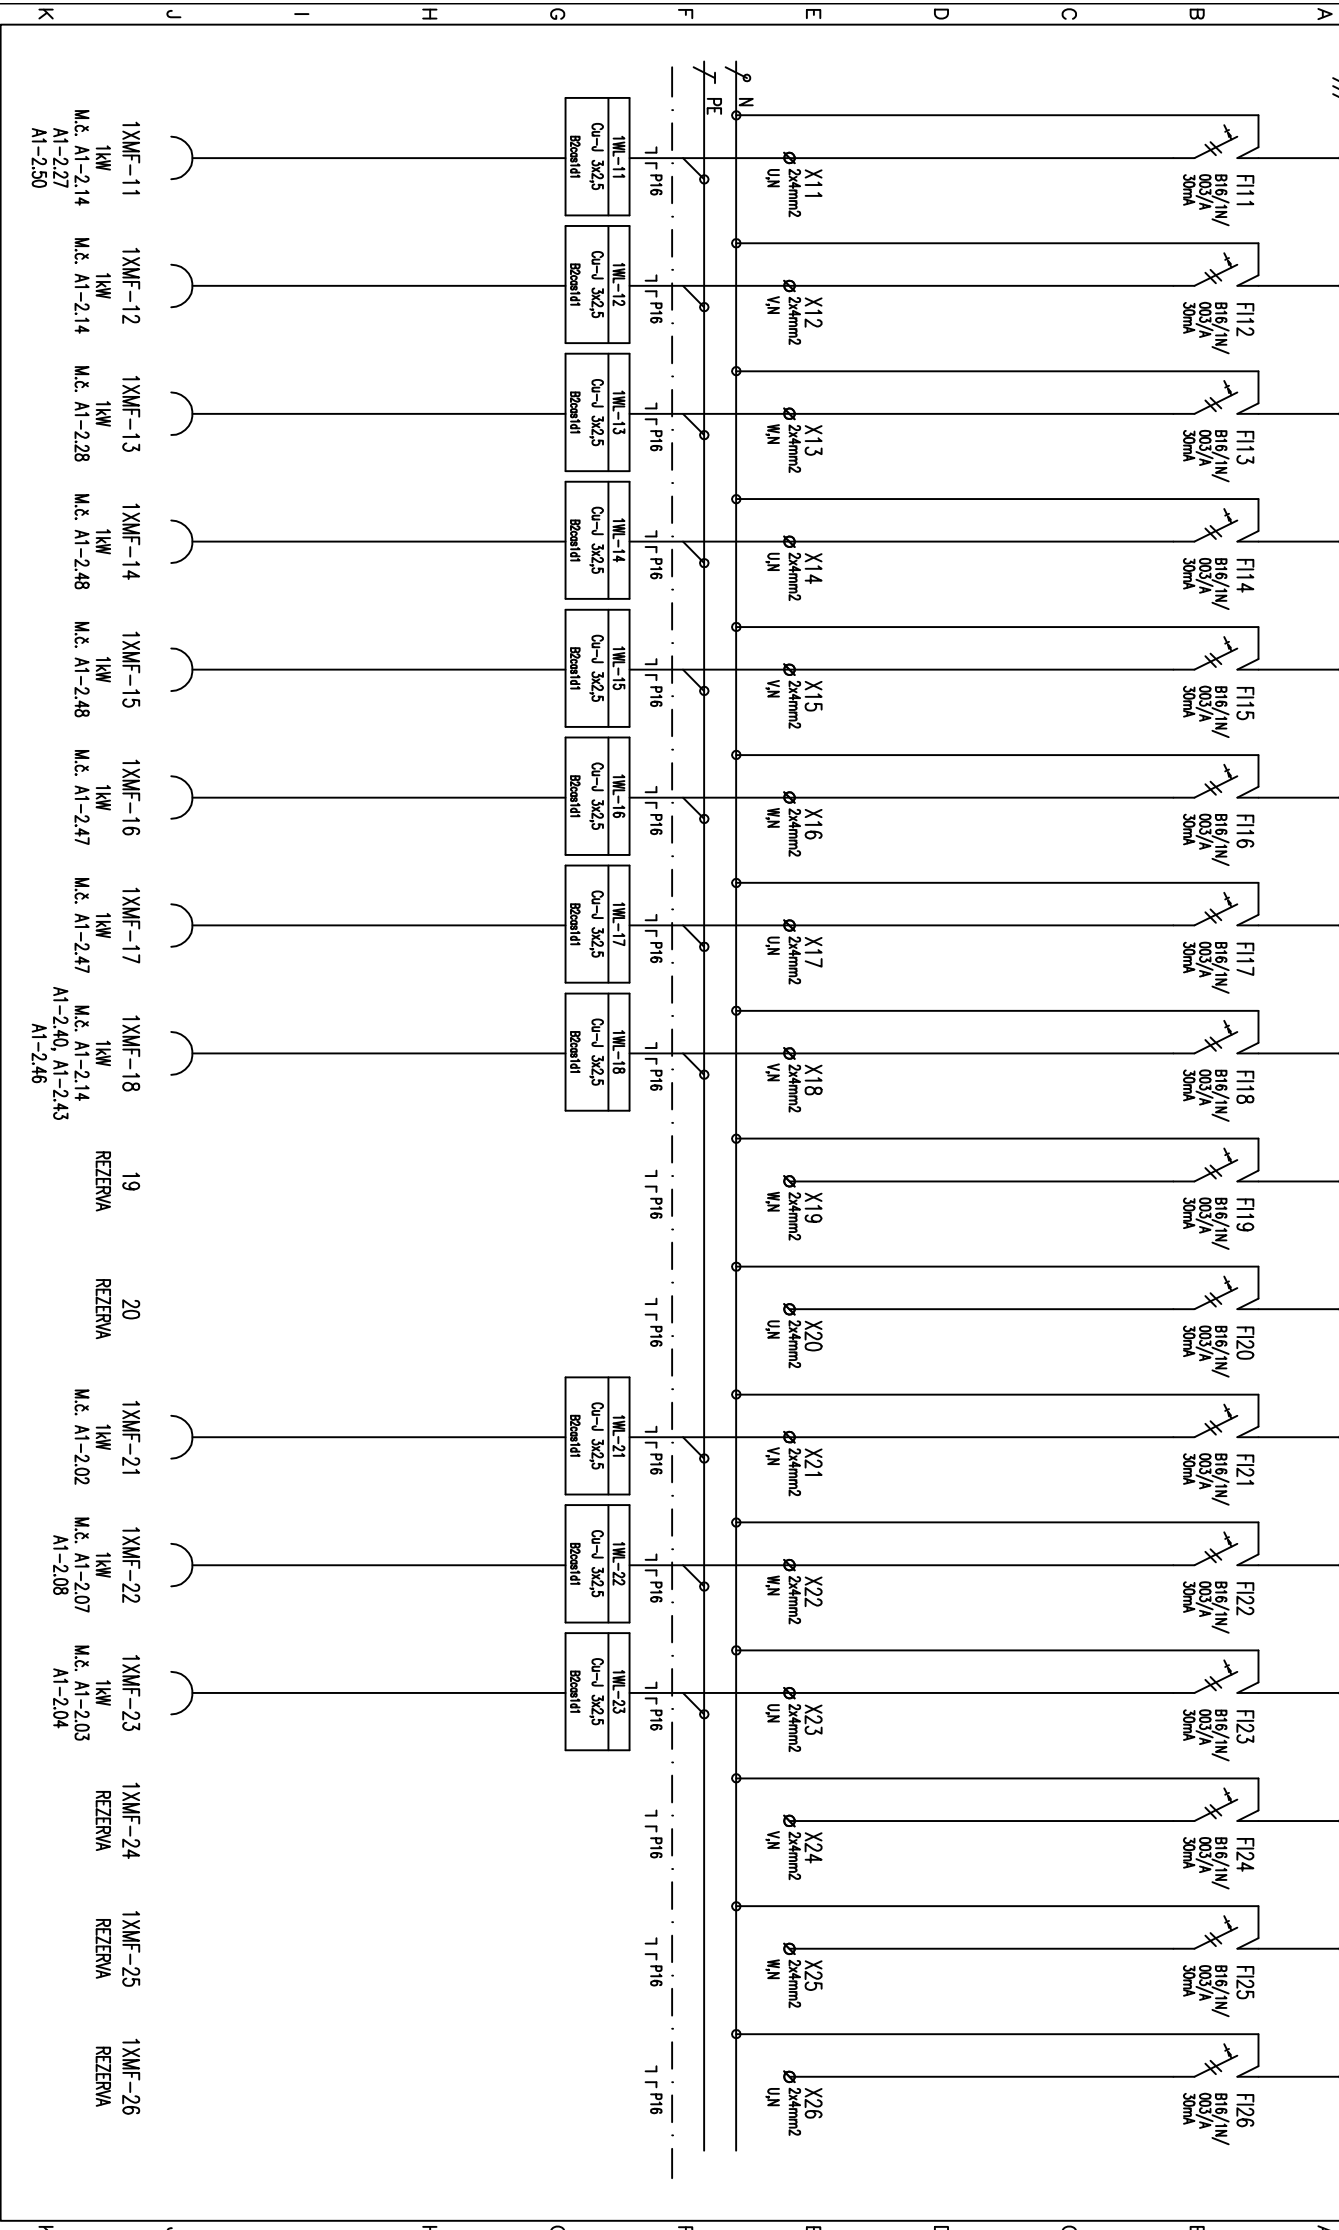 A
B
C
D
E
F
G
H
I
J
K
N
PE
FI11
B16/1N/
003/A
30mA
X11
2x4mm2
U,N
P16
1WL-11
Cu-J 3x2,5
B2cas1d1
1XMF-11
1kW
M.č. A1-2.14
A1-2.27
A1-2.50
FI12
B16/1N/
003/A
30mA
X12
2x4mm2
V,N
P16
1WL-12
Cu-J 3x2,5
B2cas1d1
1XMF-12
1kW
M.č. A1-2.14
FI13
B16/1N/
003/A
30mA
X13
2x4mm2
W,N
P16
1WL-13
Cu-J 3x2,5
B2cas1d1
1XMF-13
1kW
M.č. A1-2.28
FI14
B16/1N/
003/A
30mA
X14
2x4mm2
U,N
P16
1WL-14
Cu-J 3x2,5
B2cas1d1
1XMF-14
1kW
M.č. A1-2.48
FI15
B16/1N/
003/A
30mA
X15
2x4mm2
V,N
P16
1WL-15
Cu-J 3x2,5
B2cas1d1
1XMF-15
1kW
M.č. A1-2.48
FI16
B16/1N/
003/A
30mA
X16
2x4mm2
W,N
P16
1WL-16
Cu-J 3x2,5
B2cas1d1
1XMF-16
1kW
M.č. A1-2.47
FI17
B16/1N/
003/A
30mA
X17
2x4mm2
U,N
P16
1WL-17
Cu-J 3x2,5
B2cas1d1
1XMF-17
1kW
M.č. A1-2.47
FI18
B16/1N/
003/A
30mA
X18
2x4mm2
V,N
P16
1WL-18
Cu-J 3x2,5
B2cas1d1
1XMF-18
1kW
M.č. A1-2.14
A1-2.40, A1-2.43
A1-2.46
FI19
B16/1N/
003/A
30mA
X19
2x4mm2
W,N
P16
19
REZERVA
FI20
B16/1N/
003/A
30mA
X20
2x4mm2
U,N
P16
20
REZERVA
FI21
B16/1N/
003/A
30mA
X21
2x4mm2
V,N
P16
1WL-21
Cu-J 3x2,5
B2cas1d1
1XMF-21
1kW
M.č. A1-2.02
FI22
B16/1N/
003/A
30mA
X22
2x4mm2
W,N
P16
1WL-22
Cu-J 3x2,5
B2cas1d1
1XMF-22
1kW
M.č. A1-2.07
A1-2.08
FI23
B16/1N/
003/A
30mA
X23
2x4mm2
U,N
P16
1WL-23
Cu-J 3x2,5
B2cas1d1
1XMF-23
1kW
M.č. A1-2.03
A1-2.04
FI24
B16/1N/
003/A
30mA
X24
2x4mm2
V,N
P16
1XMF-24
REZERVA
FI25
B16/1N/
003/A
30mA
X25
2x4mm2
W,N
P16
1XMF-25
REZERVA
FI26
B16/1N/
003/A
30mA
X26
2x4mm2
U,N
P16
1XMF-26
REZERVA